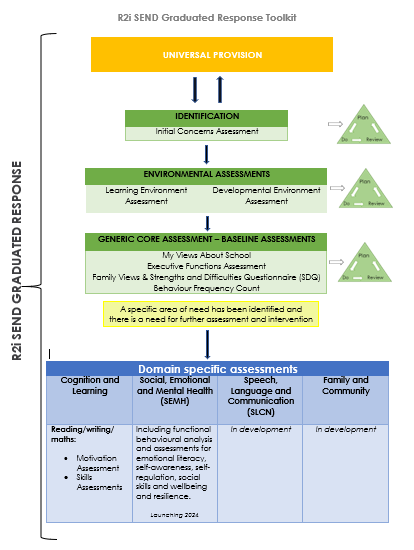 R2i SEND Graduated Response Toolkit
R2i SEND GRADUATED RESPONSE
UNIVERSAL PROVISION
IDENTIFICATION
Initial Concerns Assessment
Plan
Do
Review
ENVIRONMENTAL ASSESSMENTS
Learning Environment
Assessment
Developmental Environment
Assessment
Plan
Do
Review
GENERIC CORE ASSESSMENT – BASELINE ASSESSMENTS
My Views About School
Executive Functions Assessment
Family Views & Strengths and Difficulties Questionnaire (SDQ)
Behaviour Frequency Count
Plan
Do
Review
A specific area of need has been identified and
there is a need for further assessment and intervention
Domain specific assessments
Cognition and
Learning
Social, Emotional
and Mental Health
(SEMH)
Speech,
Language and
Communication
(SLCN)
Family and
Community
Reading/writing/
maths:
• Motivation
Assessment
• Skills
Assessments
Including functional
behavioural analysis
and assessments for
emotional literacy,
self-awareness, self-
regulation, social
skills and wellbeing
and resilience.
Launching 2024
In development
In development